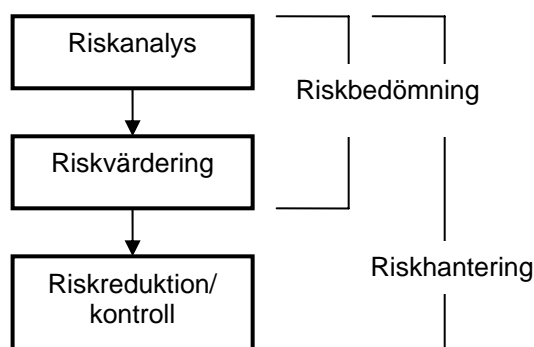 Riskanalys
Riskbedömning
Riskvärdering
Riskhantering
Riskreduktion/
kontroll